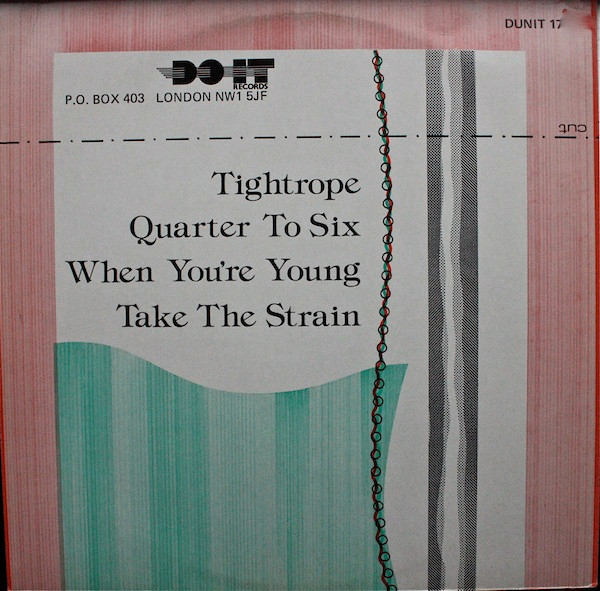 DUNIT 17
DO IT
RECORDS
P.O. BOX 403 LONDON NW1 5JF
cut
Tightrope
Quarter To Six
When You're Young
Take The Strain